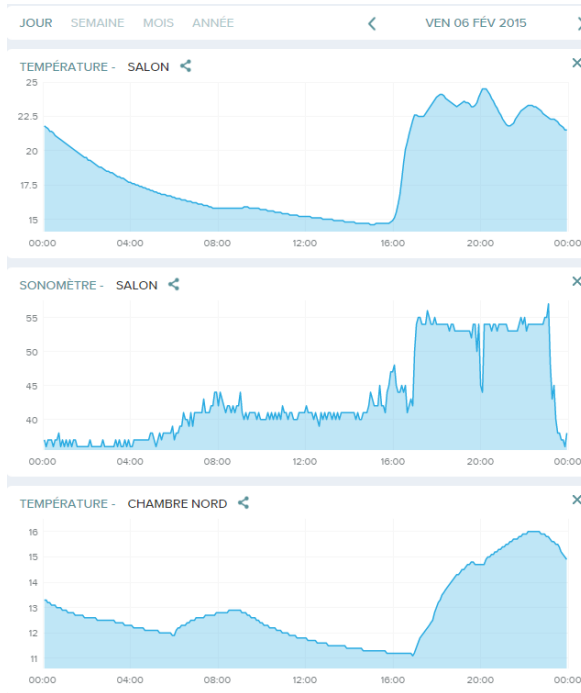 JOUR SEMAINE MOIS ANNÉE VEN 06 FÉV 2015
TEMPÉRATURE - SALON
25
22.5
20
17.5
15
00:00 04:00 08:00 12:00 16:00 20:00 00:00
SONOMÈTRE - SALON
55
50
45
40
00:00 04:00 08:00 12:00 16:00 20:00 00:00
TEMPÉRATURE - CHAMBRE NORD
16
15
14
13
12
11
00:00 04:00 08:00 12:00 16:00 20:00 00:00